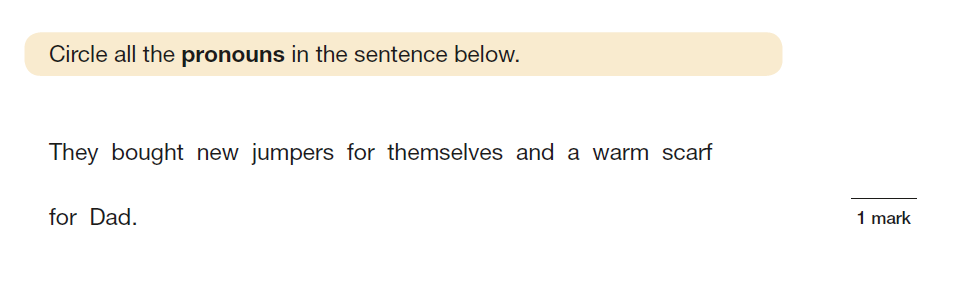 Circle all the pronouns in the sentence below.
They bought new jumpers for themselves and a warm scarf
for Dad.
1 mark